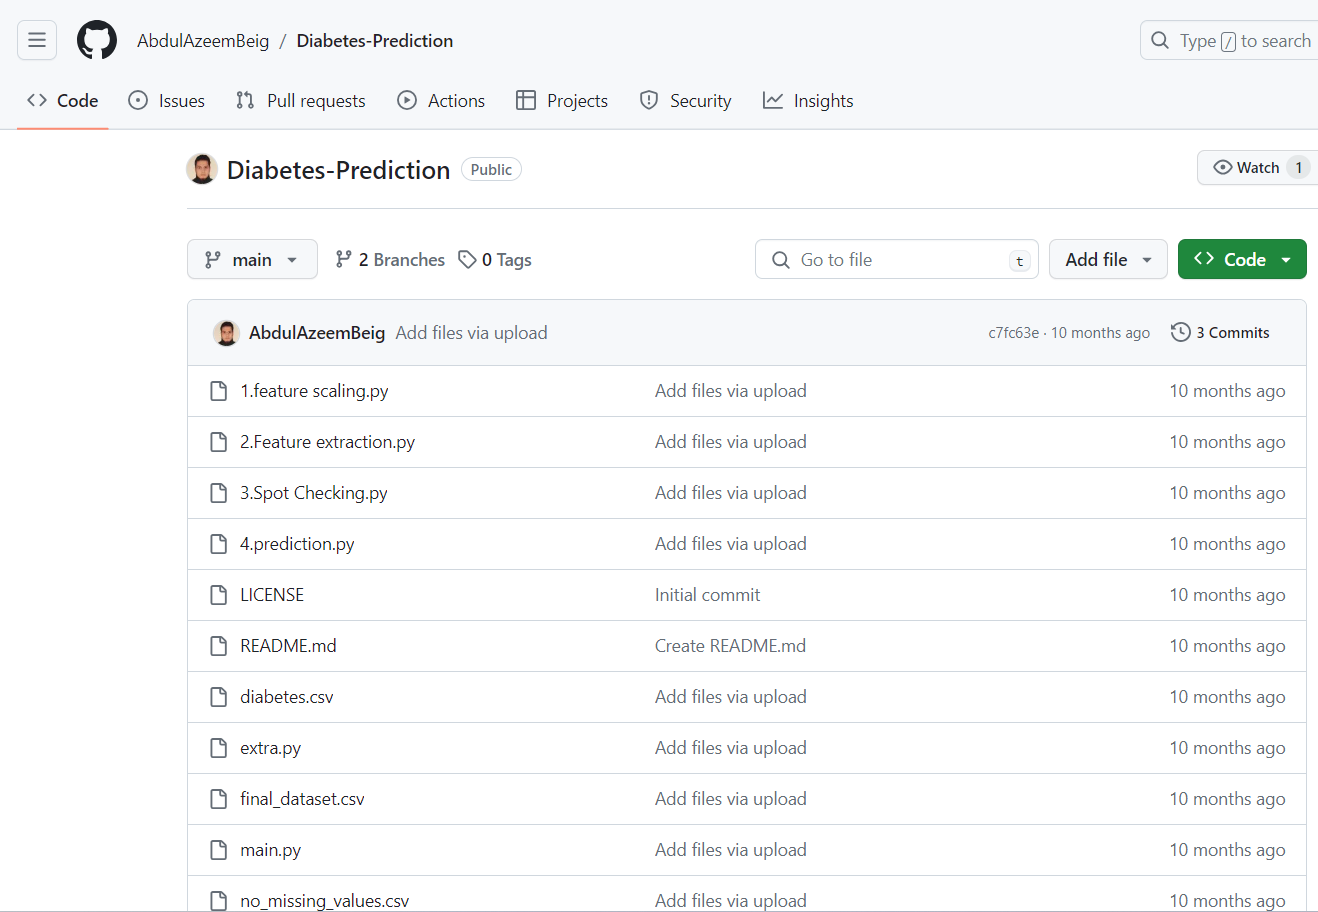 AbdulAzeemBeig / Diabetes-Prediction
Type / to search
Code Issues Pull requests Actions Projects Security Insights
Diabetes-Prediction Public
Watch 1
main 2 Branches 0 Tags
Go to file t
Add file
Code
AbdulAzeemBeig Add files via upload c7fc63e · 10 months ago 3 Commits
1.feature scaling.py Add files via upload 10 months ago
2.Feature extraction.py Add files via upload 10 months ago
3.Spot Checking.py Add files via upload 10 months ago
4.prediction.py Add files via upload 10 months ago
LICENSE Initial commit 10 months ago
README.md Create README.md 10 months ago
diabetes.csv Add files via upload 10 months ago
extra.py Add files via upload 10 months ago
final_dataset.csv Add files via upload 10 months ago
main.py Add files via upload 10 months ago
no_missing_values.csv Add files via upload 10 months ago